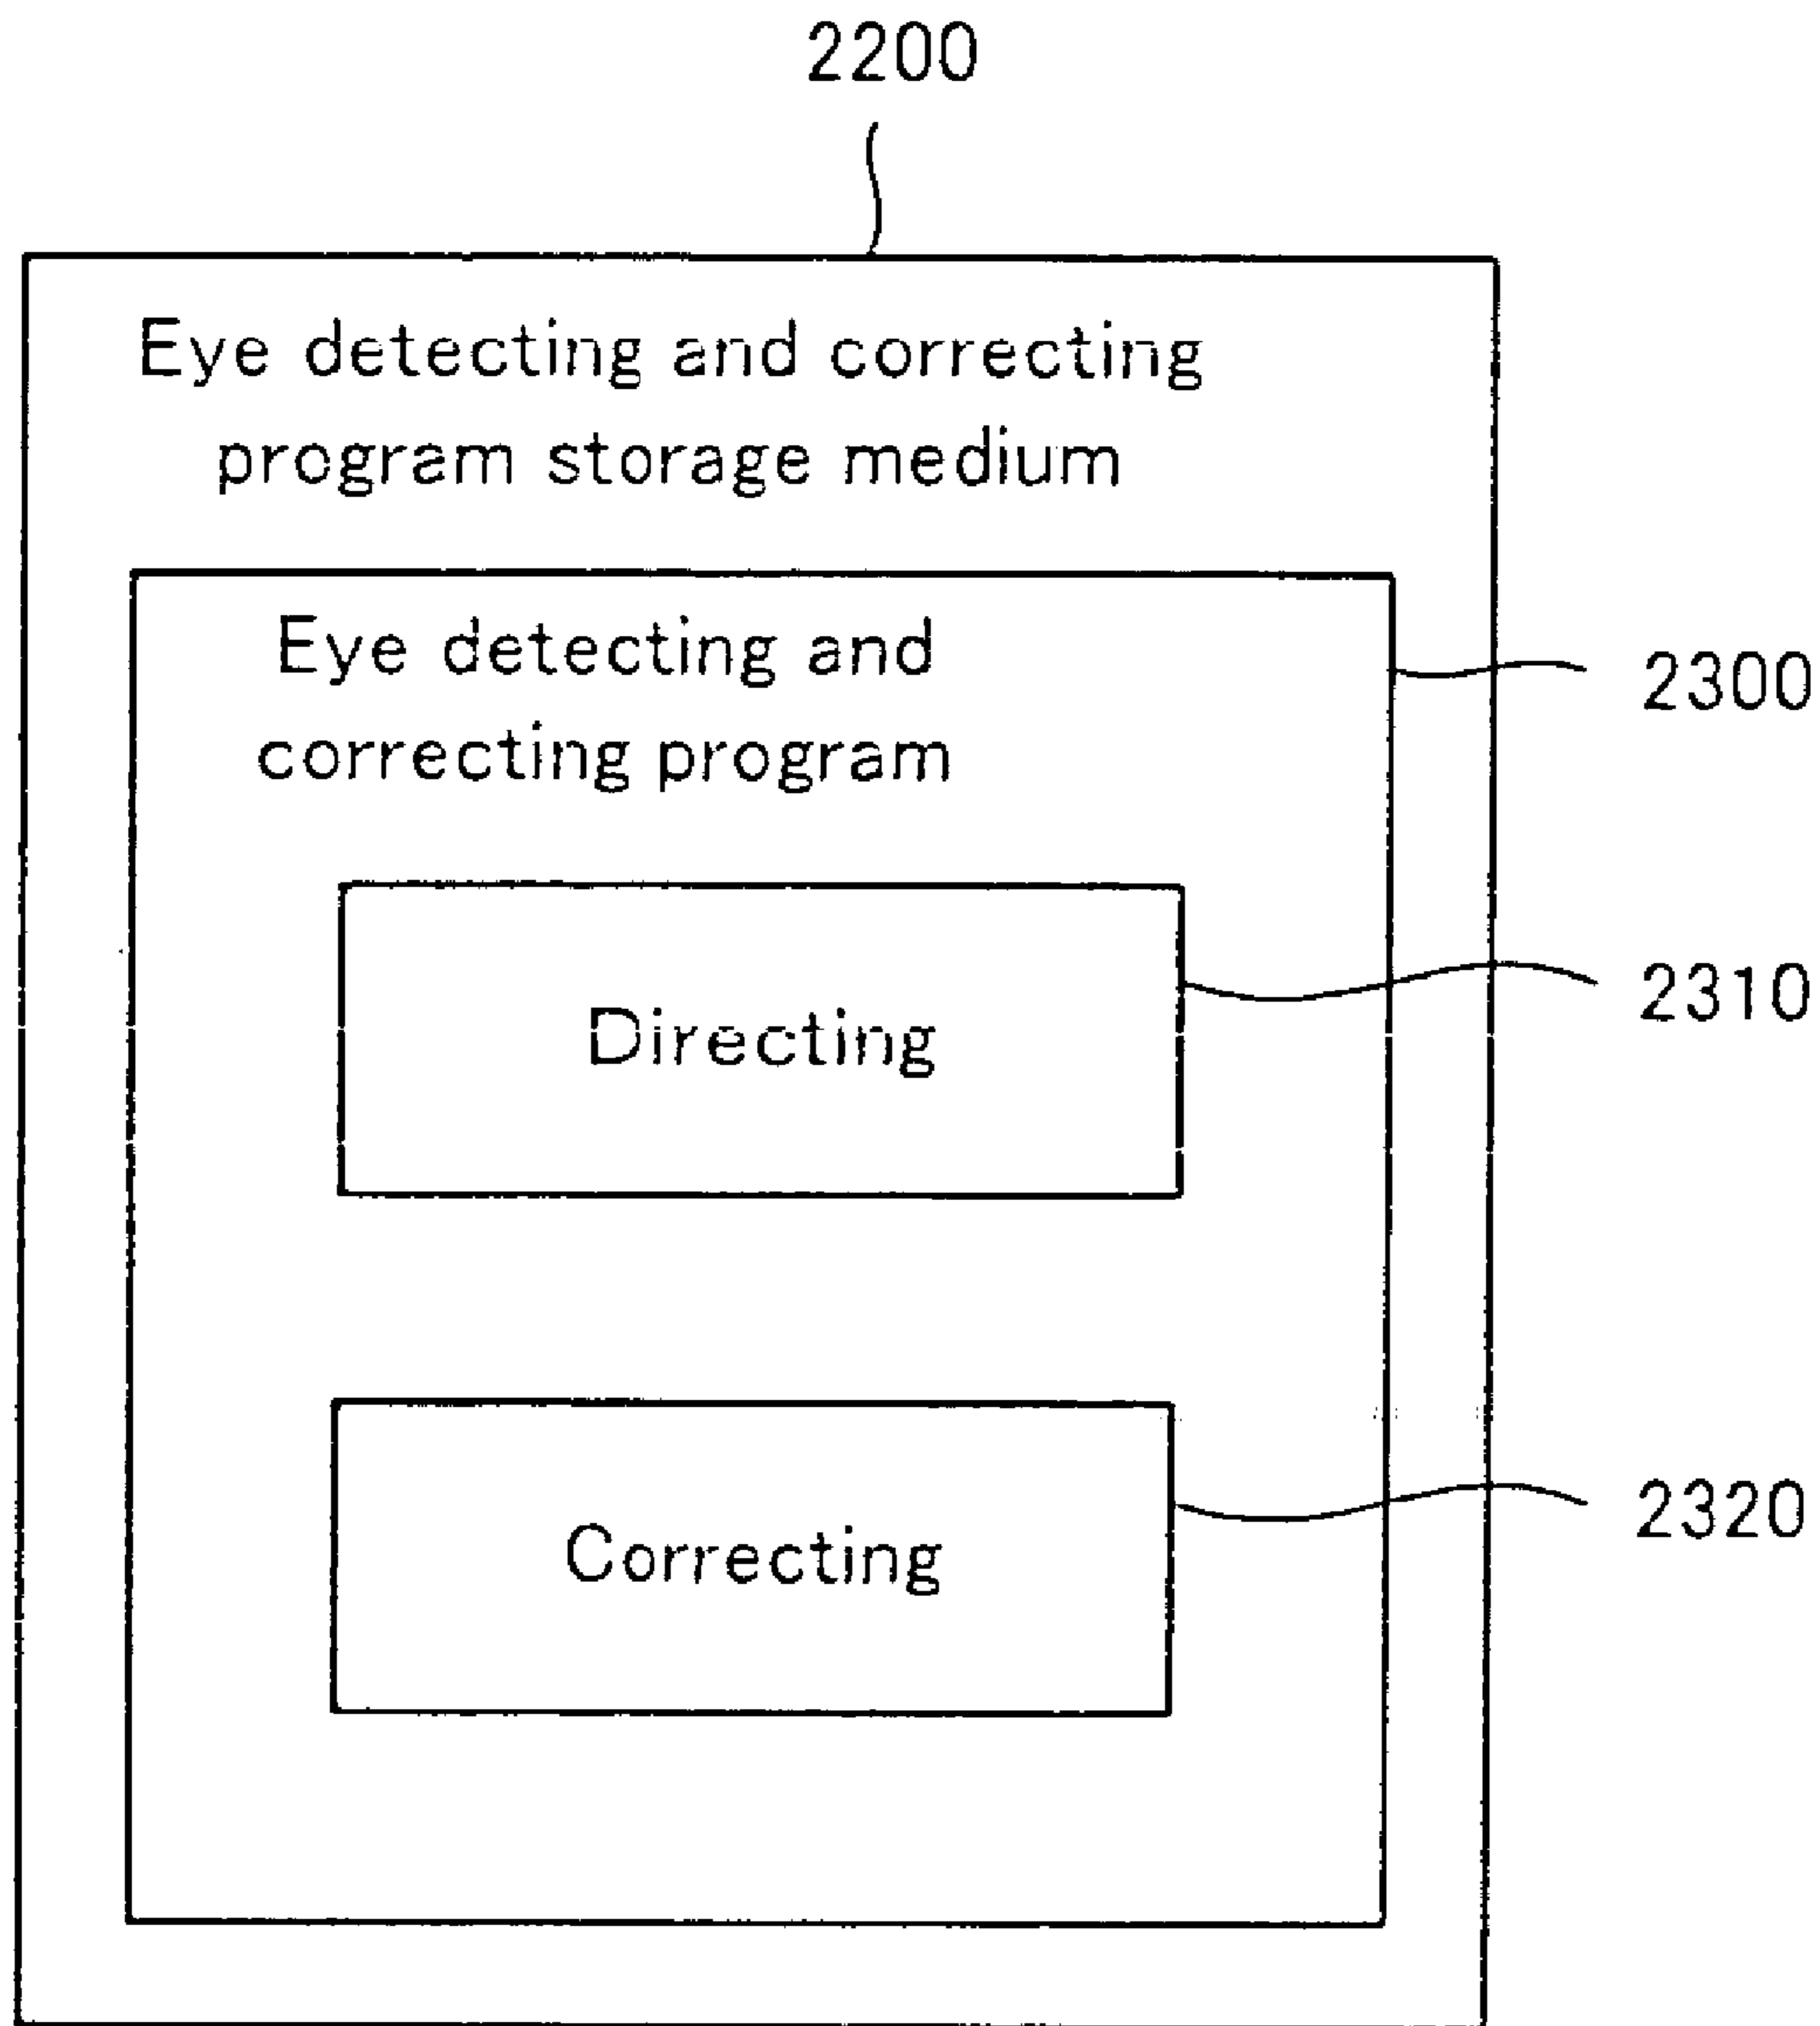 2200
Eye detecting and correcting
program storage medium
Eye detecting and
correcting program
2300
Directing
2310
Correcting
2320